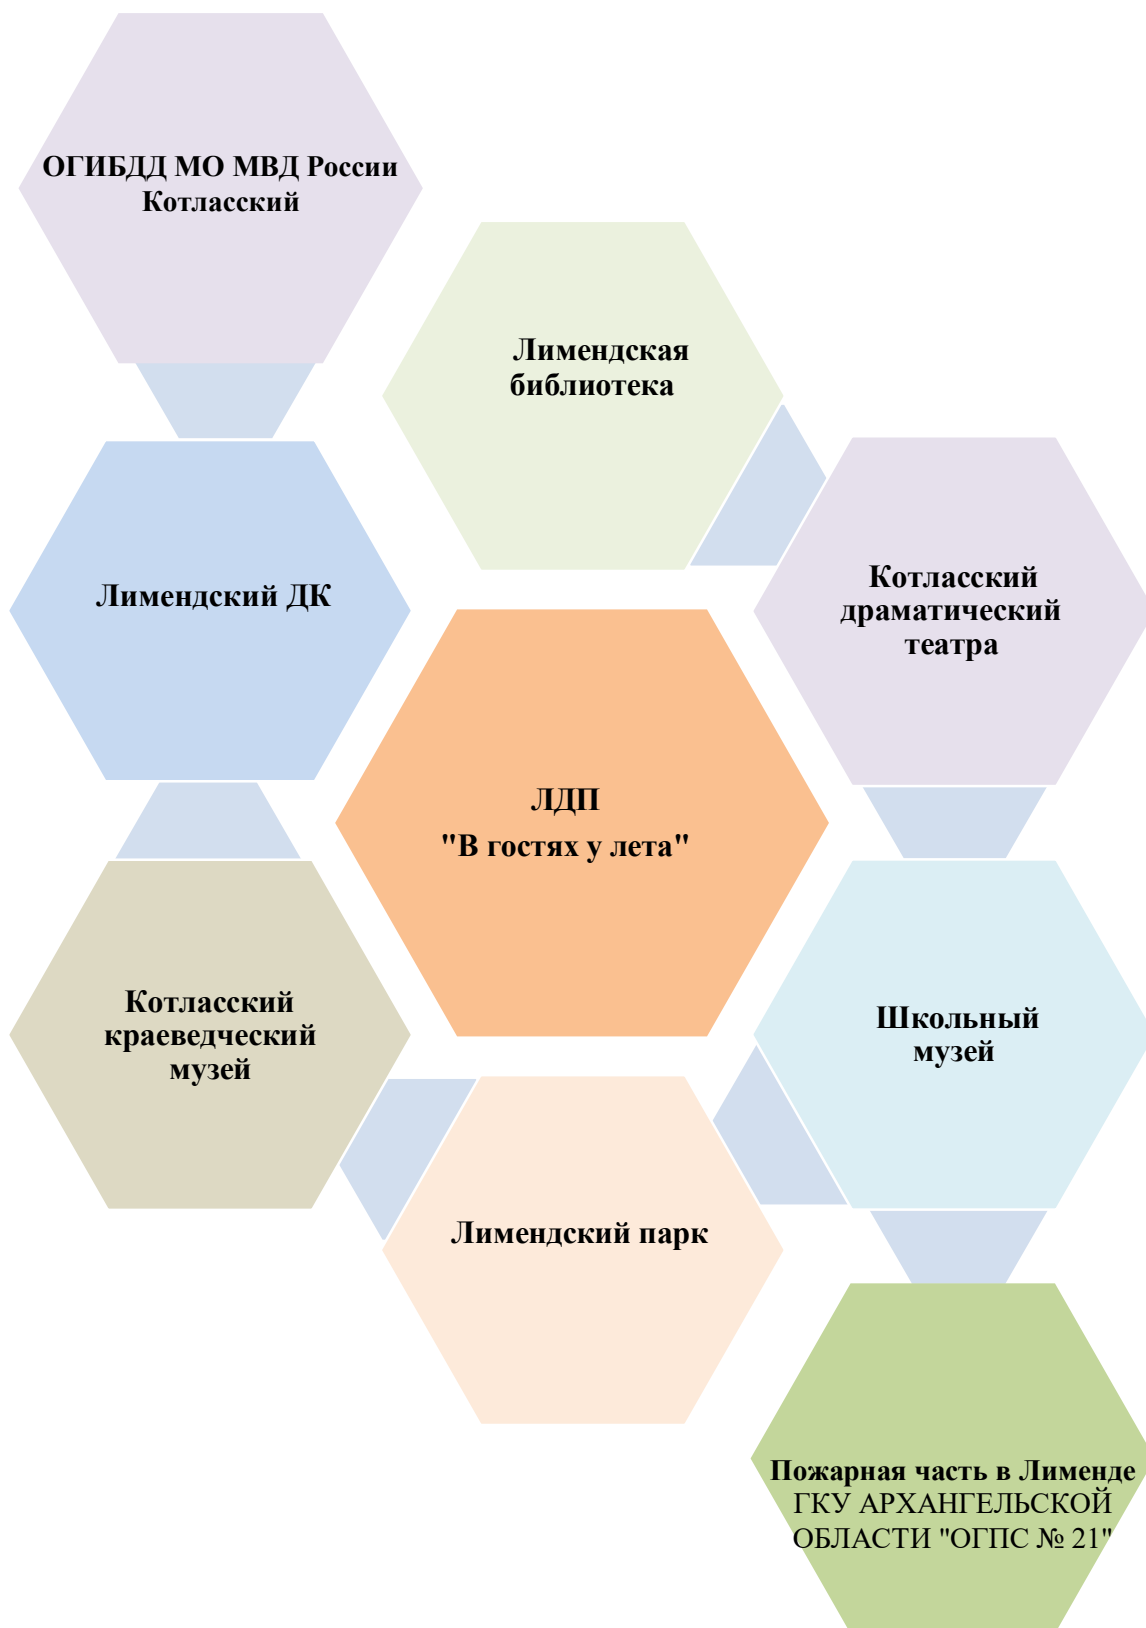 ОГИБДД МО МВД России
Котласский
Лимендская
библиотека
Лимендский ДК
Котласский
драматический
театра
ЛДП
"В гостях у лета"
Котласский
краеведческий
музей
Школьный
музей
Лимендский парк
Пожарная часть в Лименде
ГКУ АРХАНГЕЛЬСКОЙ
ОБЛАСТИ "ОГПС № 21"